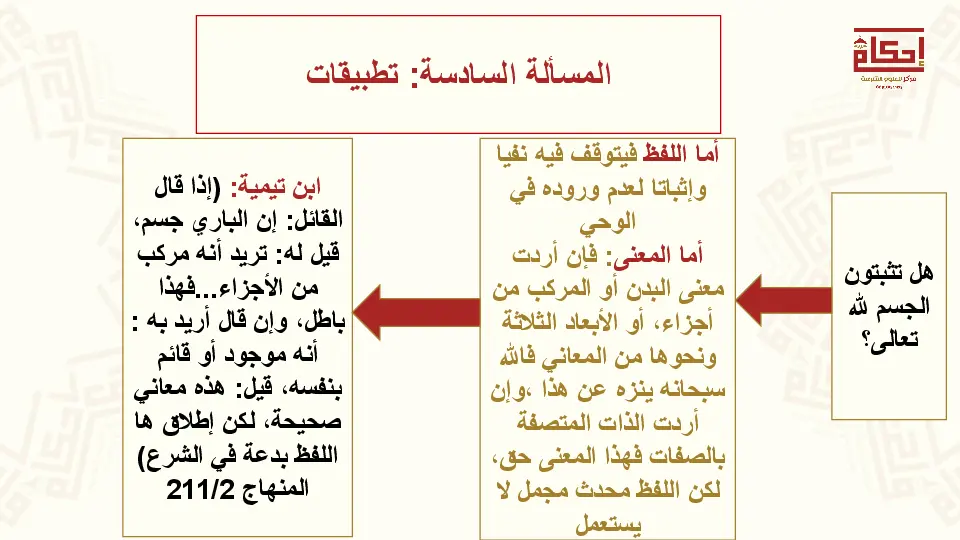 إحكام
مركز للعلوم الشرعية
المسألة السادسة: تطبيقات
هل تثبتون
الجسم لله
تعالى؟
أما اللفظ فيتوقف فيه نفيا
وإثباتا لعدم وروده في
الوحي
أما المعنى: فإن أردت
معنى البدن أو المركب من
أجزاء، أو الأبعاد الثلاثة
ونحوها من المعاني فالله
سبحانه ينزه عن هذا ،وإن
أردت الذات المتصفة
بالصفات فهذا المعنى حق،
لكن اللفظ محدث مجمل لا
يستعمل
ابن تيمية: (إذا قال
القائل: إن الباري جسم،
قيل له: تريد أنه مركب
من الأجزاء...فهذا
باطل، وإن قال أريد به :
أنه موجود أو قائم
بنفسه، قيل: هذه معاني
صحيحة، لكن إطلاق ها
اللفظ بدعة في الشرع)
المنهاج 211/2